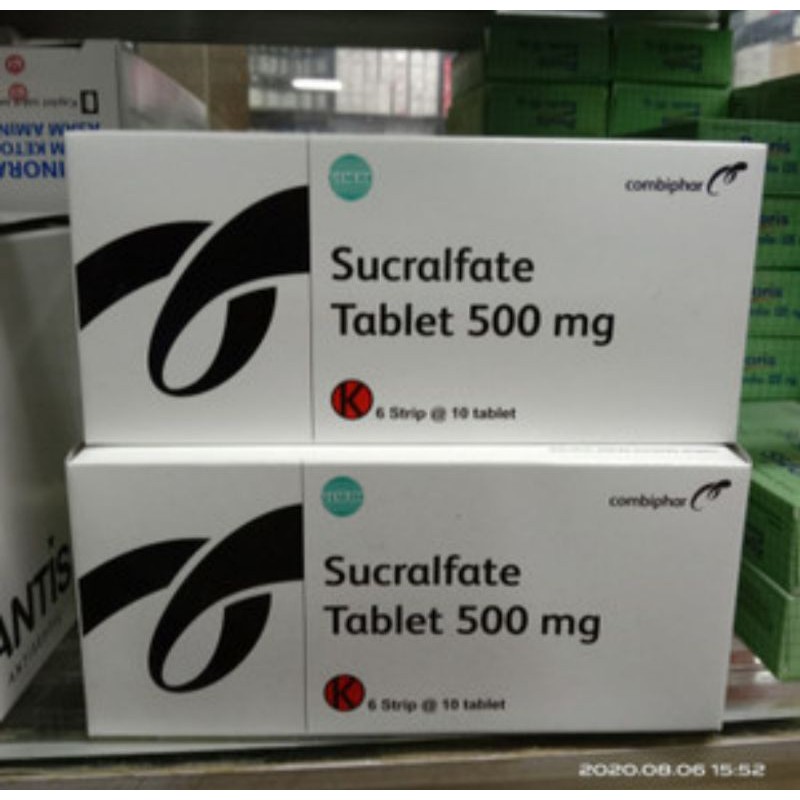 combiphar
Sucralfate
Tablet 500 mg
K
6 Strip @ 10 tablet
combiphar
Sucralfate
Tablet 500 mg
K
6 Strip @ 10 tablet
ANTIS
2020.08.06 15:52